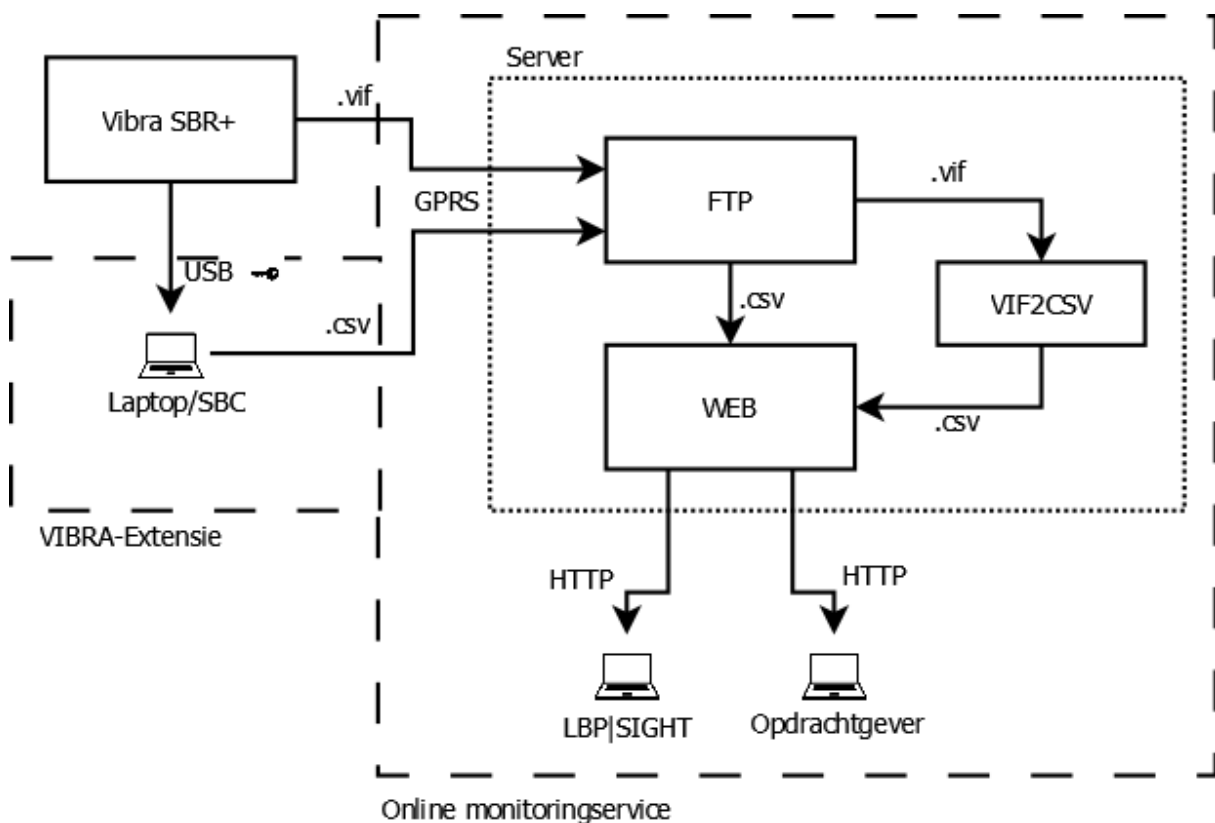 Server
Vibra SBR+
.vif
FTP
.vif
GPRS
USB
VIF2CSV
.csv
.csv
Laptop/SBC
WEB
.csv
VIBRA-Extensie
HTTP
HTTP
LBP|SIGHT
Opdrachtgever
Online monitoringservice